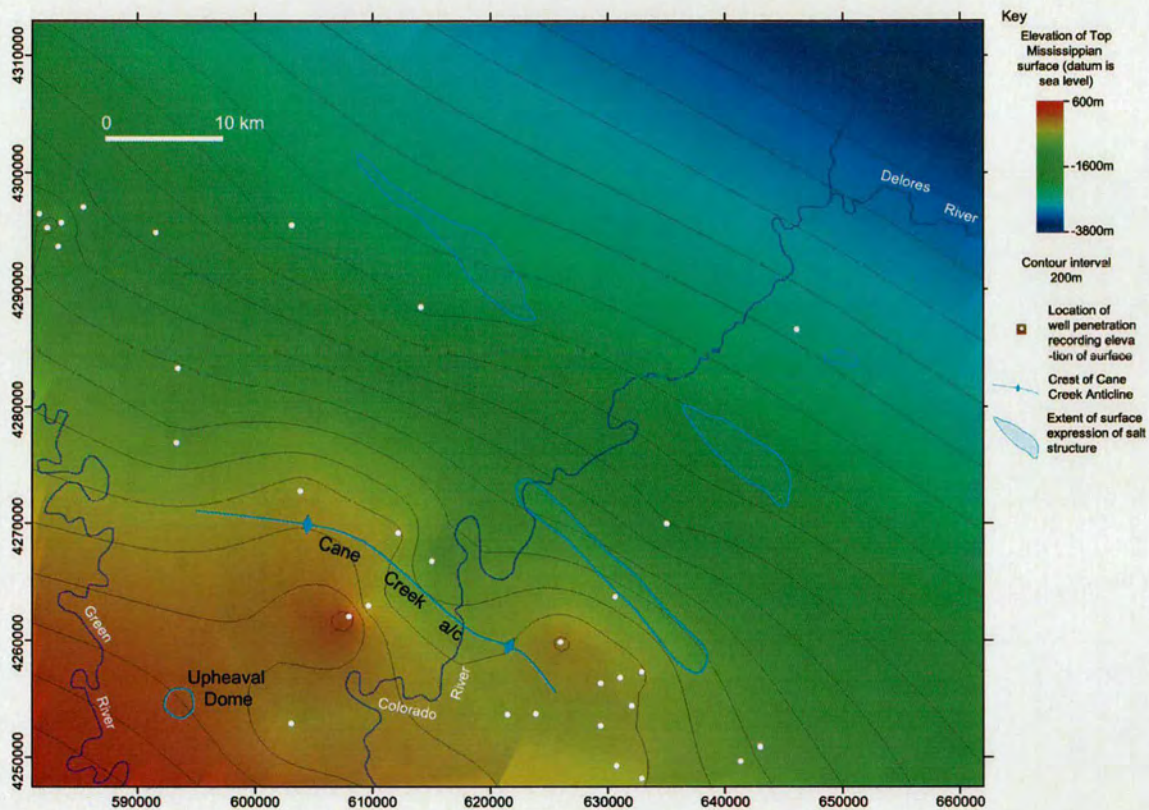 Key
Elevation of Top
Mississippian
surface (datum is
sea level)
600m
-1600m
-3800m
Contour interval
200m
Location of
well penetration
recording eleva
-tion of surface
Crest of Cane
Creek Anticline
Extent of surface
expression of salt
structure
0 10 km
Delores
River
Cane
Creek
a/c
Green
River
Upheaval
Dome
Colorado
River
4310000
4300000
4290000
4280000
4270000
4260000
4250000
590000 600000 610000 620000 630000 640000 650000 660000